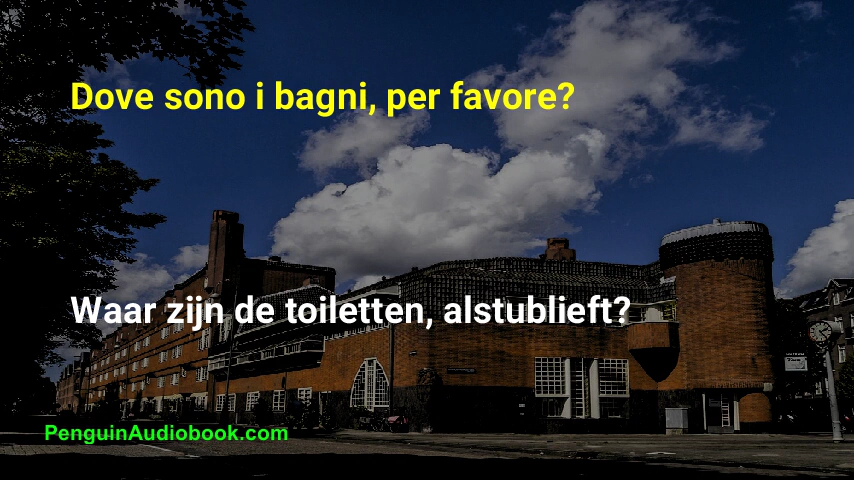 Dove sono i bagni, per favore?
Waar zijn de toiletten, alstublieft?
PenguinAudiobook.com